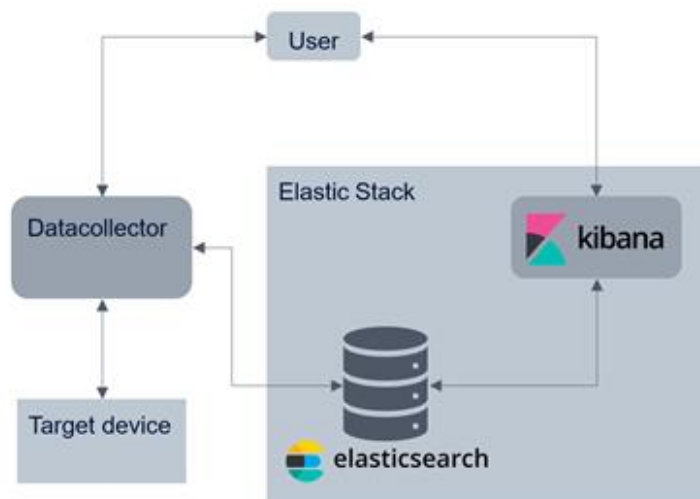 User
Elastic Stack
Datacollector
kibana
Target device
elasticsearch